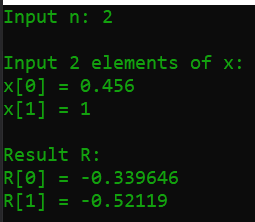 Input n: 2
Input 2 elements of x:
x[0] = 0.456
x[1] = 1
Result R:
R[0] = -0.339646
R[1] = -0.52119